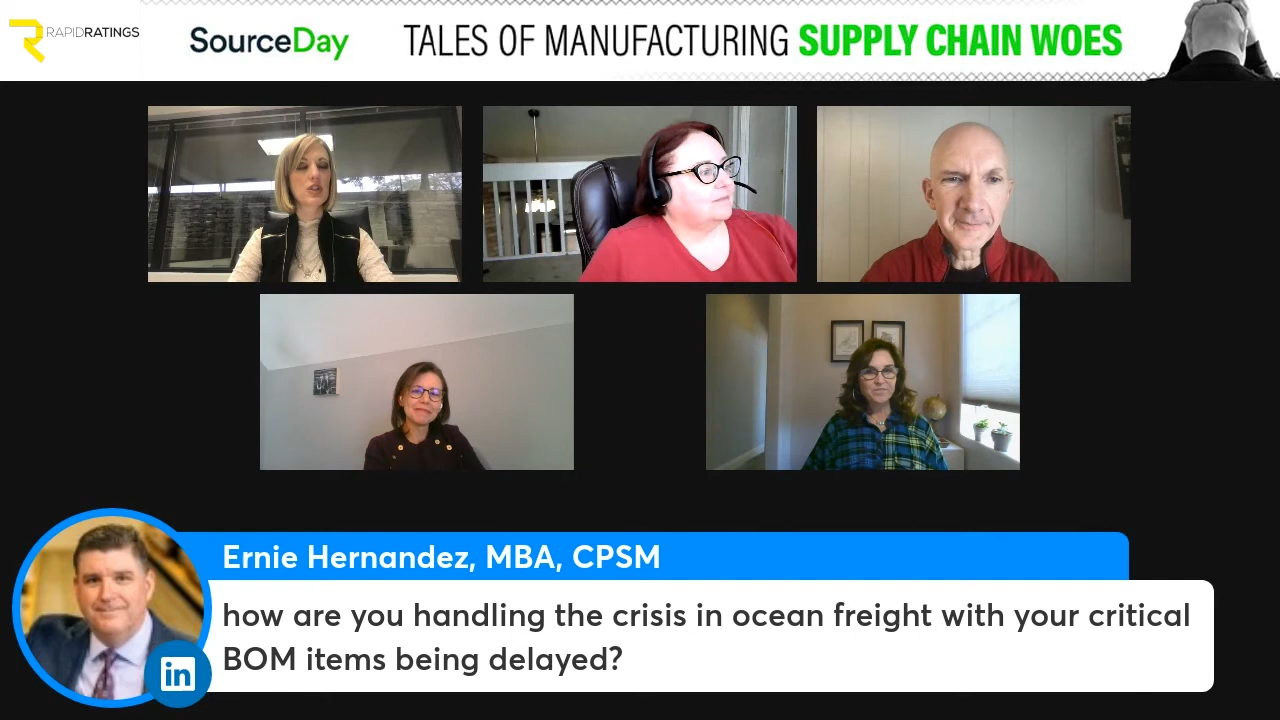 RAPIDRATINGS
SourceDay
TALES OF MANUFACTURING SUPPLY CHAIN WOES
Ernie Hernandez, MBA, CPSM
how are you handling the crisis in ocean freight with your critical
BOM items being delayed?
in